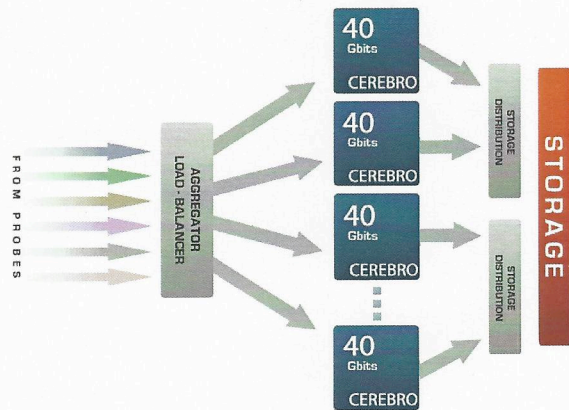 FROM PROBES
AGGREGATOR
LOAD - BALANCER
40
Gbits
CEREBRO
40
Gbits
CEREBRO
40
Gbits
CEREBRO
40
Gbits
CEREBRO
STORAGE
DISTRIBUTION
STORAGE
DISTRIBUTION
STORAGE